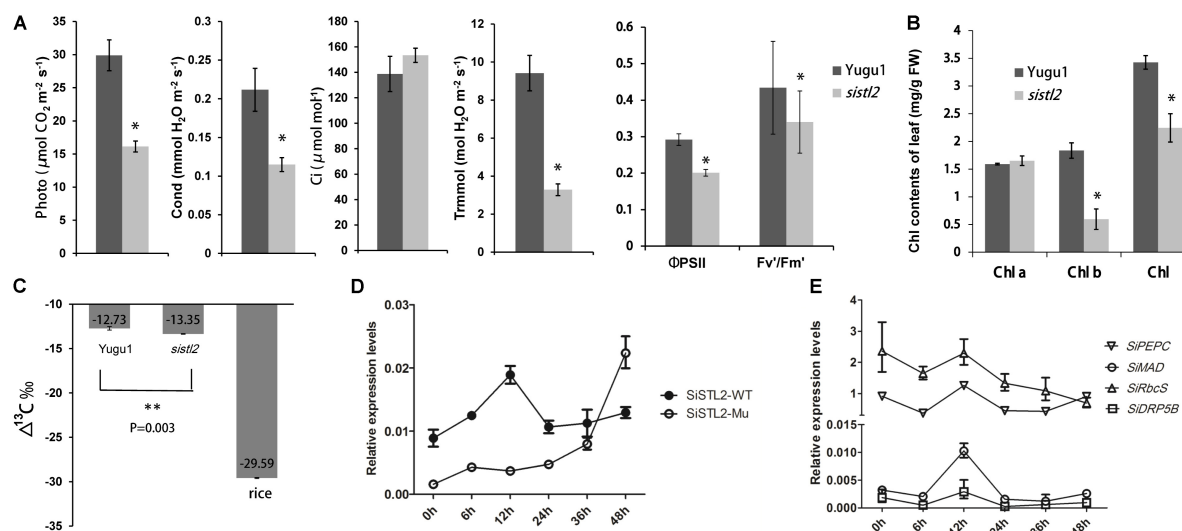 A
Photo (μmol CO2 m-2 s-1)
35
30
25
20
15
10
5
0
*
Cond (mmol H2O m-2 s-1)
0.3
0.25
0.2
0.15
0.1
0.05
0
*
Ci (μ mol mol-1)
180
160
140
120
100
80
60
40
20
0
Trmmol (mol H2O m-2 s-1)
12
10
8
6
4
2
0
*
0.6
0.5
0.4
0.3
0.2
0.1
0
*
*
ΦPSII
Fv'/Fm'
Yugu1
sistl2
B
Chl contents of leaf (mg/g FW)
4
3.5
3.0
2.5
2.0
1.5
1.0
0.5
0
Yugu1
sistl2
*
*
Chl a
Chl b
Chl
C
△13C ‰
-10
-15
-20
-25
-30
-35
-12.73
-13.35
-29.59
Yugu1
sistl2
rice
**
P=0.003
D
Relative expression levels
0.03
0.02
0.01
0.00
SiSTL2-WT
SiSTL2-Mu
0h
6h
12h
24h
36h
48h
E
Relative expression levels
4
3
2
1
0.015
0.010
0.005
0.000
SiPEPC
SiMAD
SiRbcS
SiDRP5B
0h
6h
12h
24h
48h